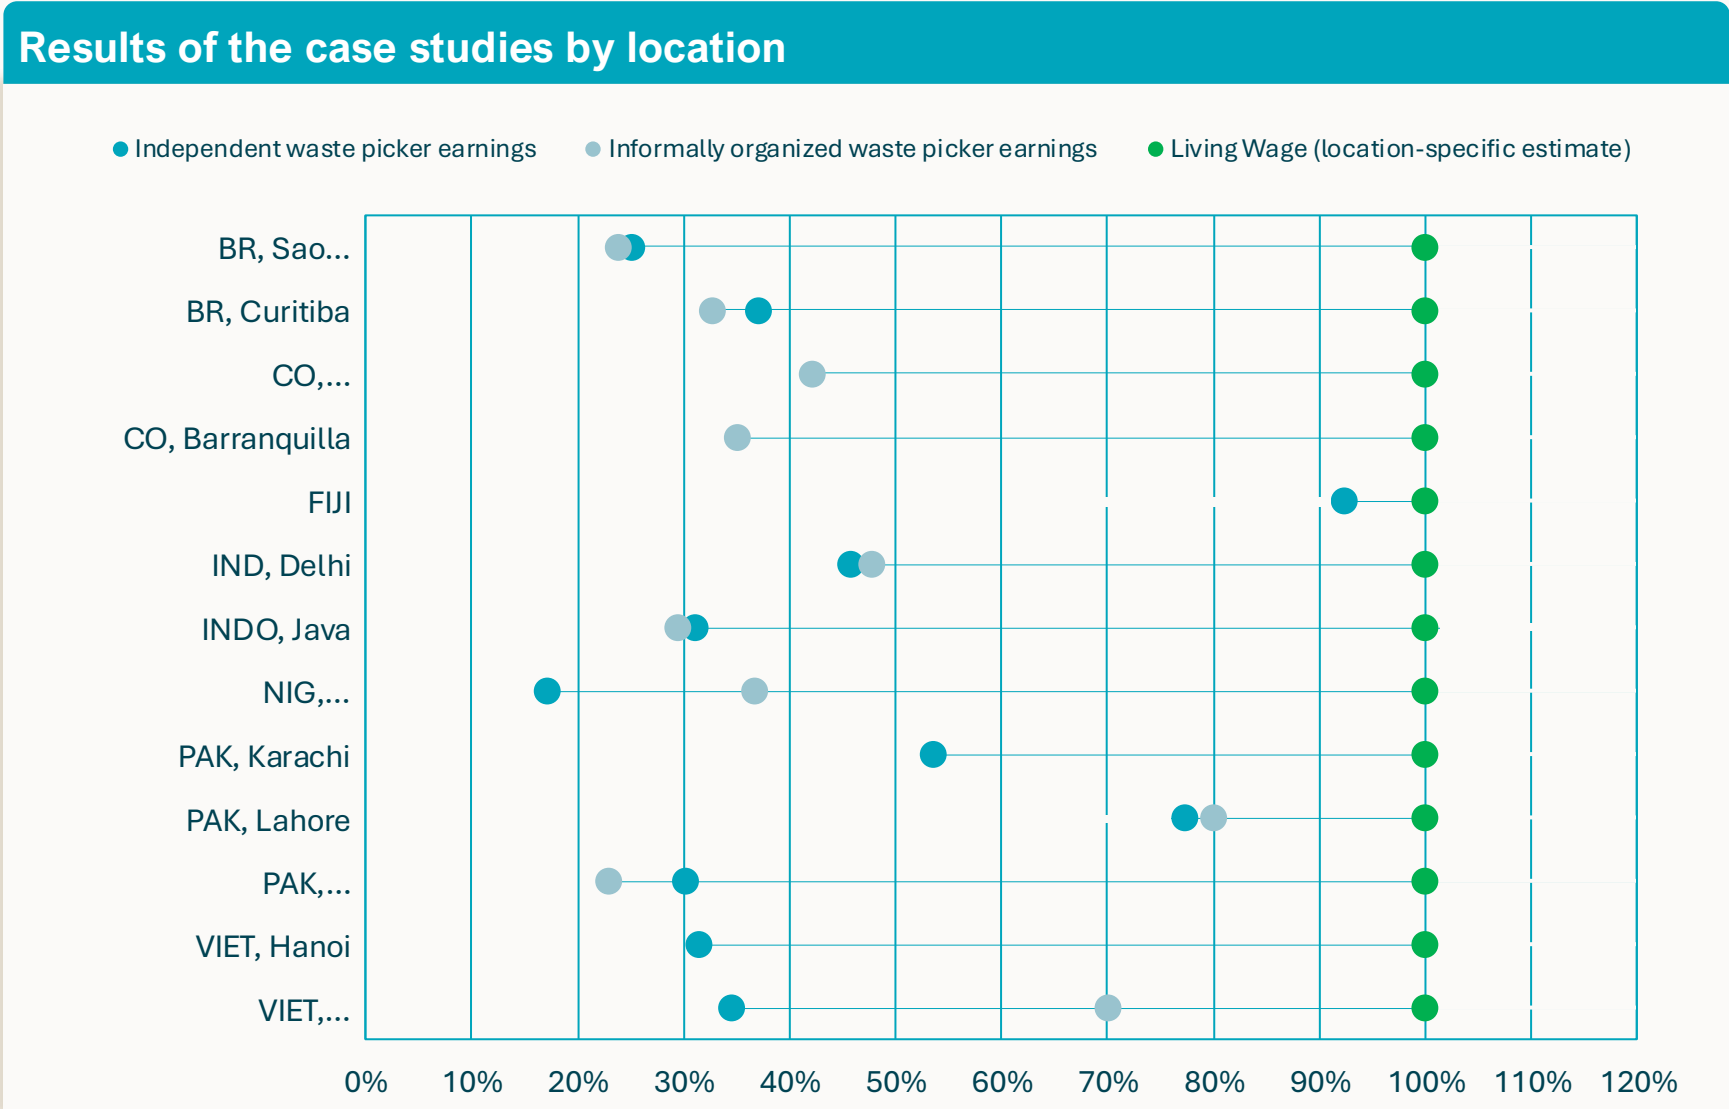 Results of the case studies by location
Independent waste picker earnings
Informally organized waste picker earnings
Living Wage (location-specific estimate)
BR, Sao...
BR, Curitiba
CO,...
CO, Barranquilla
FIJI
IND, Delhi
INDO, Java
NIG,...
PAK, Karachi
PAK, Lahore
PAK,...
VIET, Hanoi
VIET,...
0% 10% 20% 30% 40% 50% 60% 70% 80% 90% 100% 110% 120%